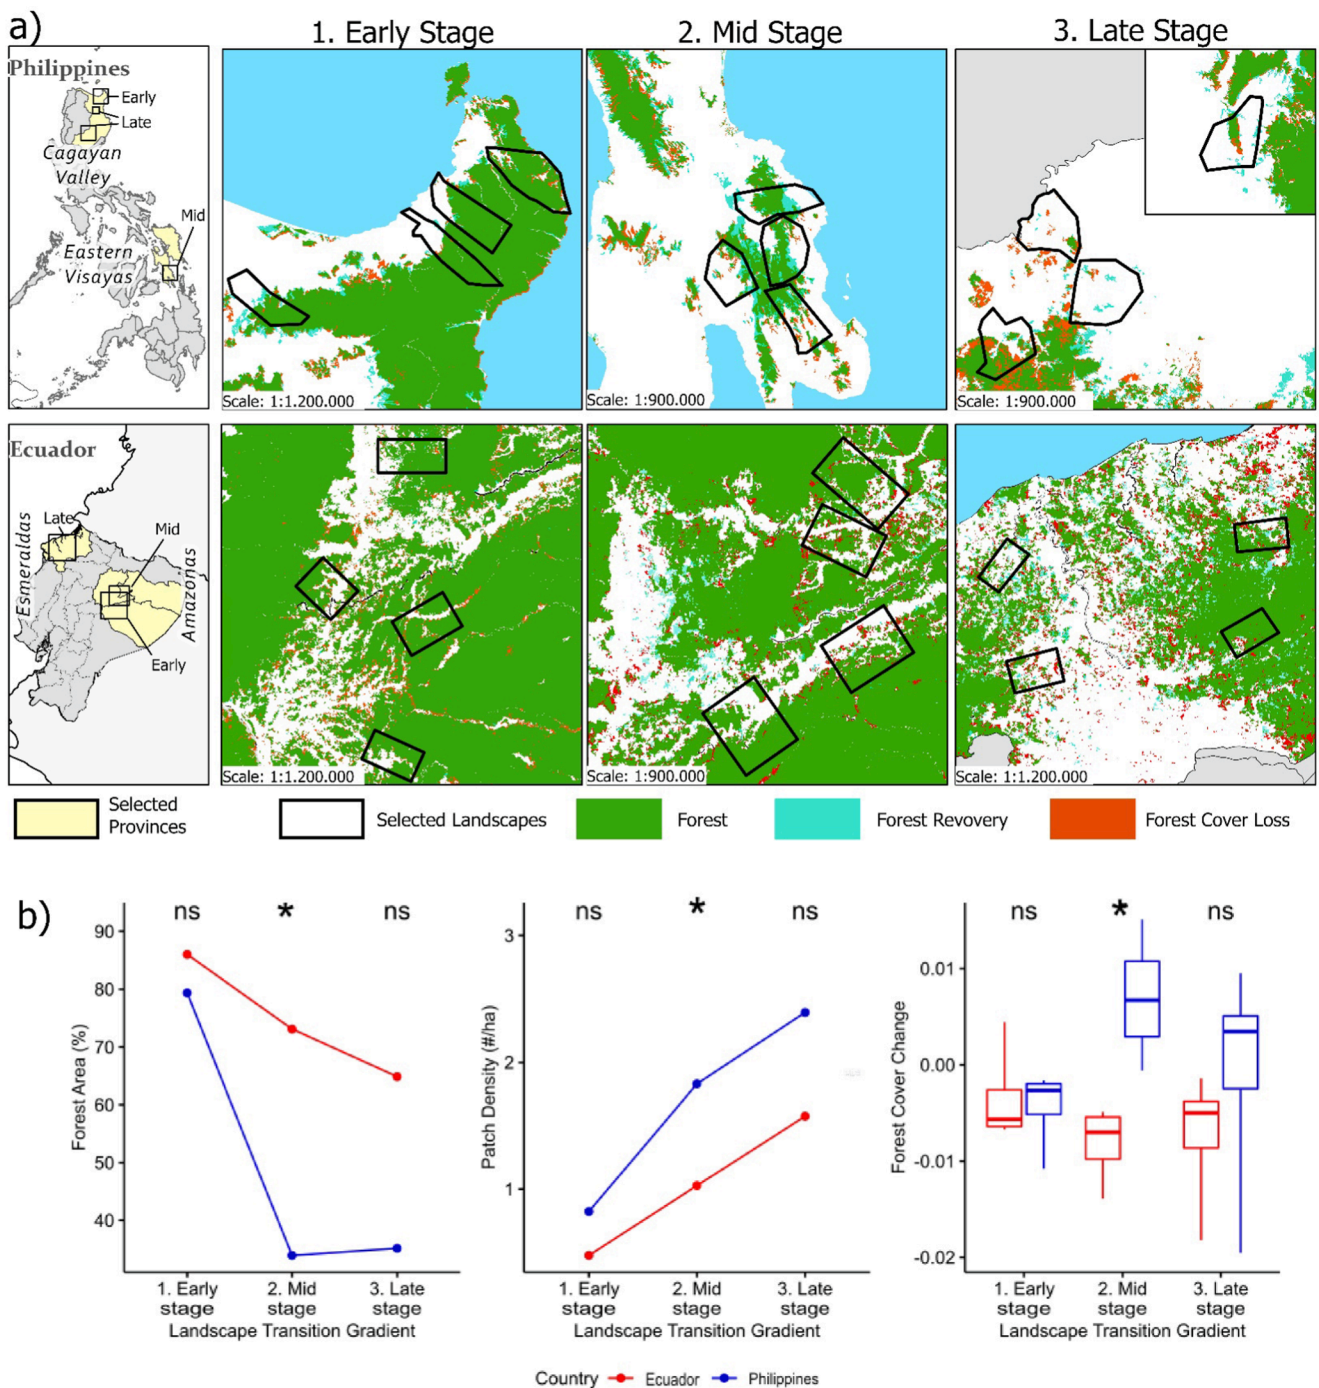 a)
1. Early Stage
2. Mid Stage
3. Late Stage
Philippines
Early
Late
Cagayan
Valley
Mid
Eastern
Visayas
Scale: 1:1.200.000
Scale: 1:900.000
Scale: 1:900.000
Ecuador
Late
Mid
Esmeraldas
Amazonas
Early
Scale: 1:1.200.000
Scale: 1:900.000
Scale: 1:1.200.000
Selected
Provinces
Selected Landscapes
Forest
Forest Revovery
Forest Cover Loss
b)
ns * ns
90
80
70
60
50
40
Forest Area (%)
1. Early
stage
2. Mid
stage
3. Late
stage
Landscape Transition Gradient
ns * ns
3
2
1
Patch Density (#/ha)
1. Early
stage
2. Mid
stage
3. Late
stage
Landscape Transition Gradient
ns * ns
0.01
0.00
-0.01
-0.02
Forest Cover Change
1. Early
stage
2. Mid
stage
3. Late
stage
Landscape Transition Gradient
Country Ecuador Philippines